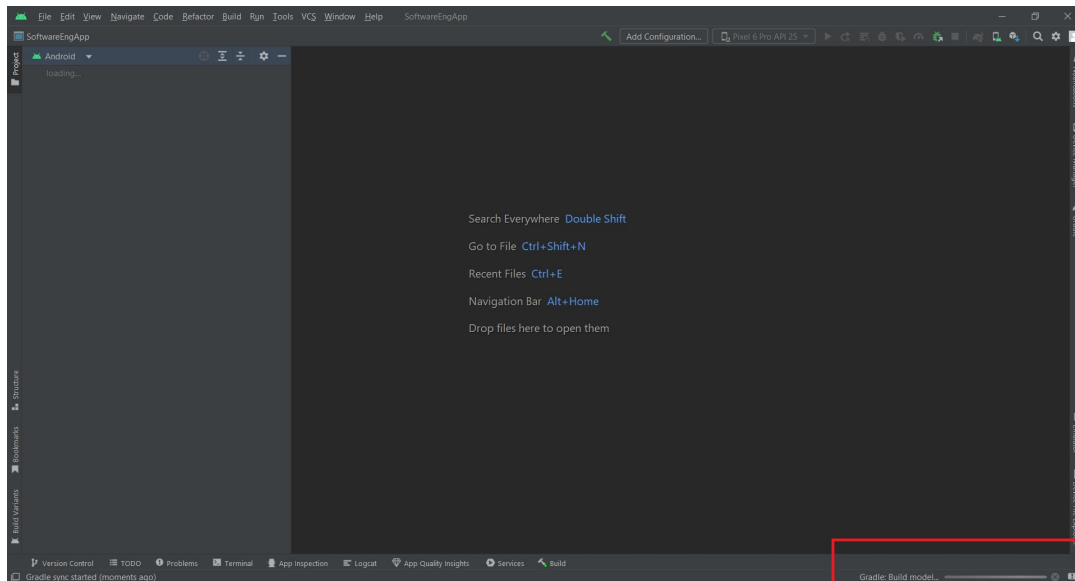 File Edit View Navigate Code Refactor Build Run Tools VCS Window Help SoftwareEngApp
SoftwareEngApp
Add Configuration... Pixel 6 Pro API 25
Project
Android
loading...
Search Everywhere Double Shift
Go to File Ctrl+Shift+N
Recent Files Ctrl+E
Navigation Bar Alt+Home
Drop files here to open them
Structure
Bookmarks
Build Variants
Version Control TODO Problems Terminal App Inspection Logcat App Quality Insights Services Build
Gradle sync started (moments ago)
Gradle: Build model...